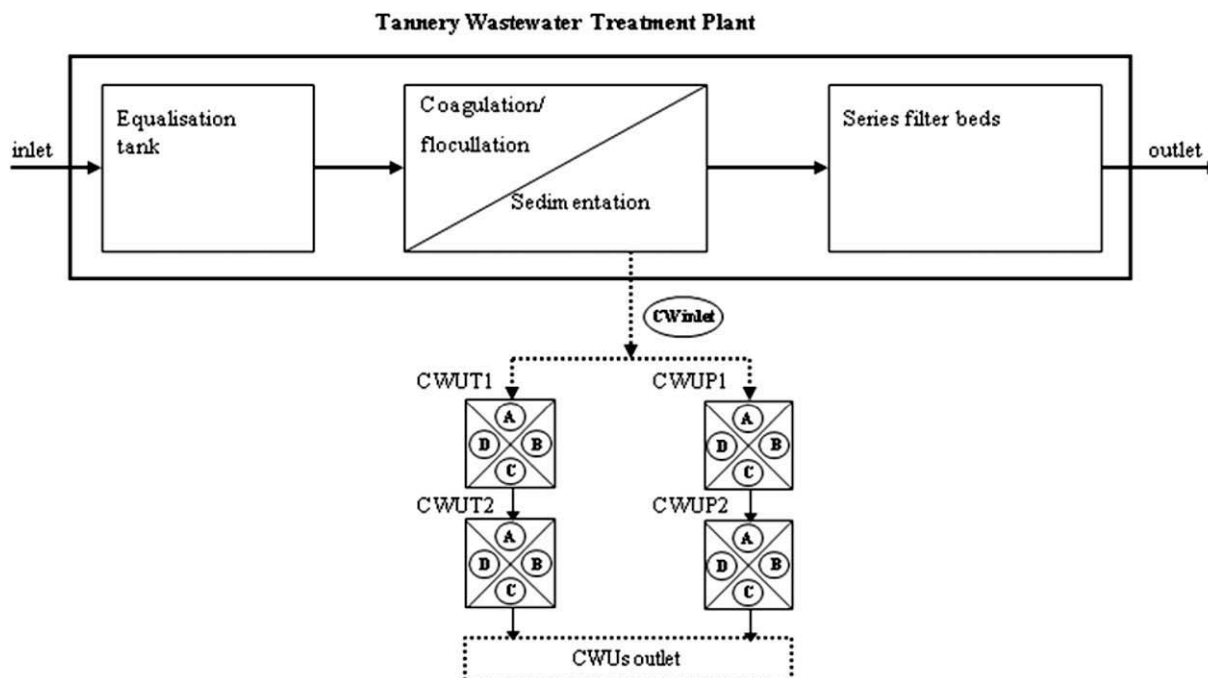 Tannery Wastewater Treatment Plant
inlet
Equalisation
tank
Coagulation/
flocullation
Sedimentation
Series filter beds
outlet
CWinlet
CWUT1
CWUP1
A
D B
C
A
D B
C
CWUT2
CWUP2
A
D B
C
A
D B
C
CWUs outlet